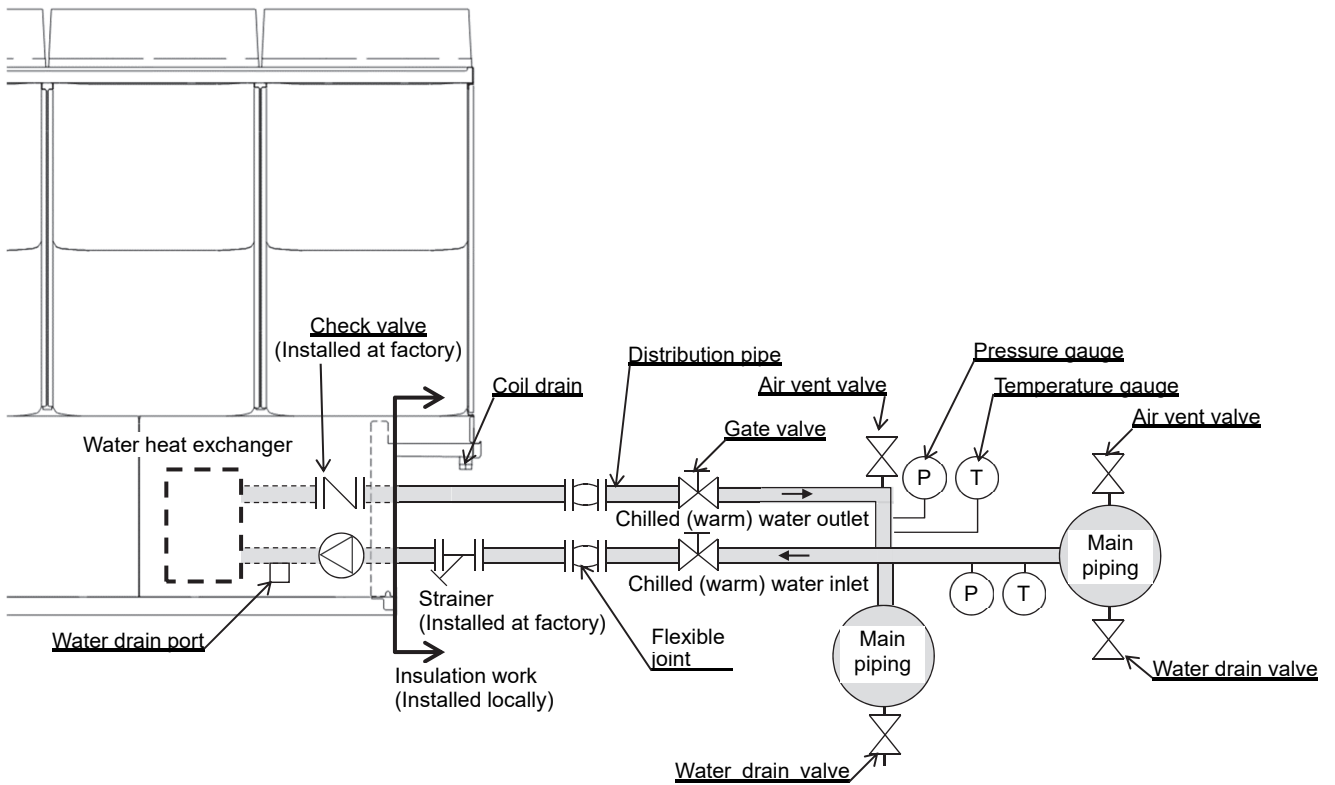 Check valve
(Installed at factory)
Distribution pipe
Pressure gauge
Coil drain
Air vent valve
Temperature gauge
Air vent valve
Gate valve
Water heat exchanger
P
T
Chilled (warm) water outlet
Main
piping
Chilled (warm) water inlet
P
T
Strainer
(Installed at factory)
Water drain port
Flexible
joint
Main
piping
Insulation work
(Installed locally)
Water drain valve
Water drain valve